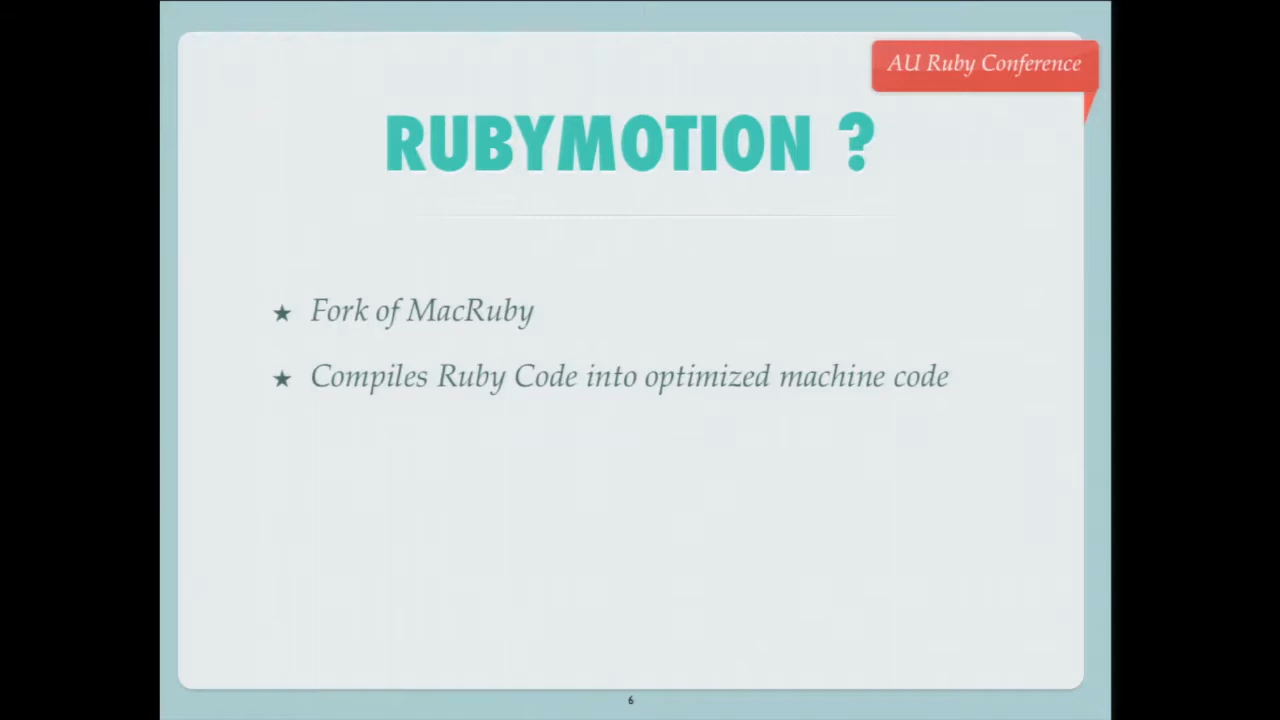 AU Ruby Conference
RUBYMOTION ?
★ Fork of MacRuby
★ Compiles Ruby Code into optimized machine code
6